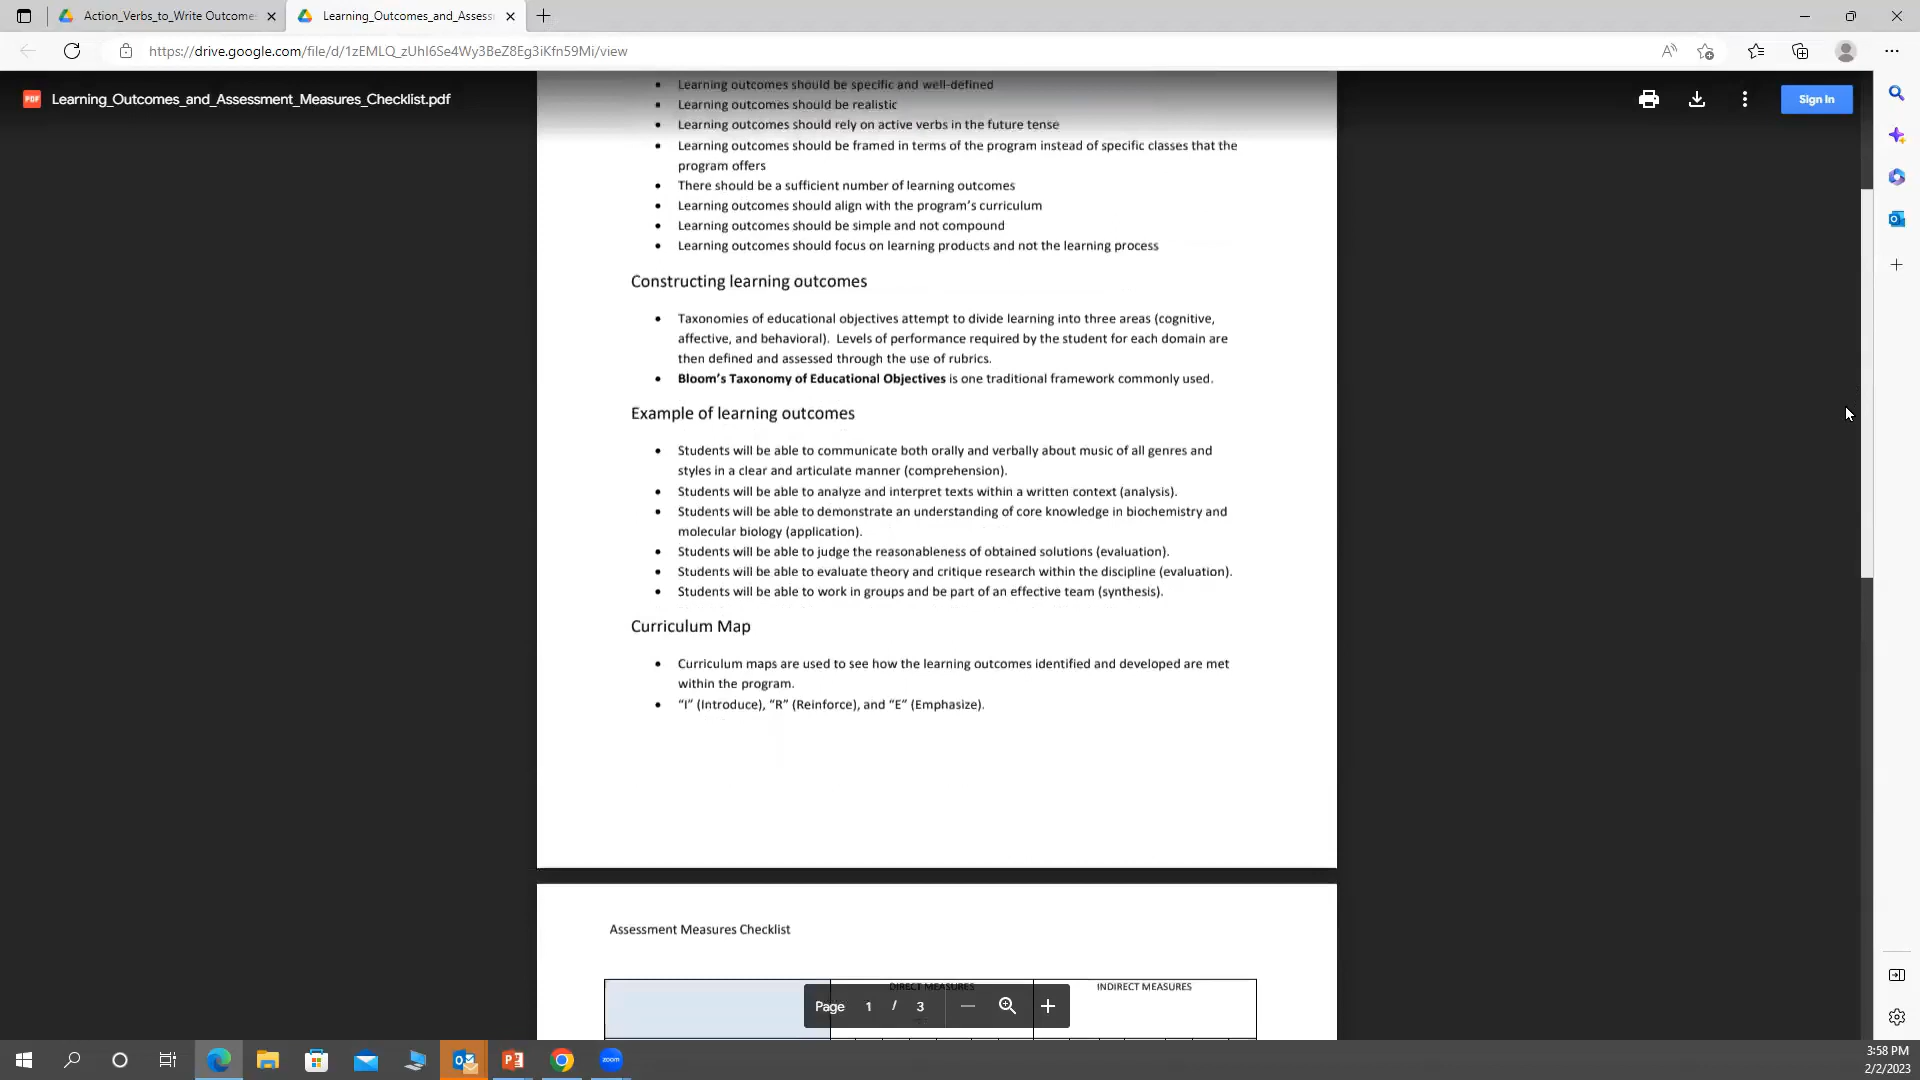 Action_Verbs_to_Write Outcome
Learning_Outcomes_and_Assess
https://drive.google.com/file/d/1zEMLQ_zUhl6Se4Wy3BeZ8Eg3iKfn59Mi/view
PDF Learning_Outcomes_and_Assessment_Measures_Checklist.pdf
Sign in
• Learning outcomes should be specific and well-defined
• Learning outcomes should be realistic
• Learning outcomes should rely on active verbs in the future tense
• Learning outcomes should be framed in terms of the program instead of specific classes that the
program offers
• There should be a sufficient number of learning outcomes
• Learning outcomes should align with the program's curriculum
• Learning outcomes should be simple and not compound
• Learning outcomes should focus on learning products and not the learning process
Constructing learning outcomes
• Taxonomies of educational objectives attempt to divide learning into three areas (cognitive,
affective, and behavioral). Levels of performance required by the student for each domain are
then defined and assessed through the use of rubrics.
• Bloom's Taxonomy of Educational Objectives is one traditional framework commonly used.
Example of learning outcomes
• Students will be able to communicate both orally and verbally about music of all genres and
styles in a clear and articulate manner (comprehension).
• Students will be able to analyze and interpret texts within a written context (analysis).
• Students will be able to demonstrate an understanding of core knowledge in biochemistry and
molecular biology (application).
• Students will be able to judge the reasonableness of obtained solutions (evaluation).
• Students will be able to evaluate theory and critique research within the discipline (evaluation).
• Students will be able to work in groups and be part of an effective team (synthesis).
Curriculum Map
• Curriculum maps are used to see how the learning outcomes identified and developed are met
within the program.
• "I" (Introduce), "R" (Reinforce), and "E" (Emphasize).
Assessment Measures Checklist
DIRECT MEASURES
INDIRECT MEASURES
Page 1 / 3
zoom
3:58 PM
2/2/2023